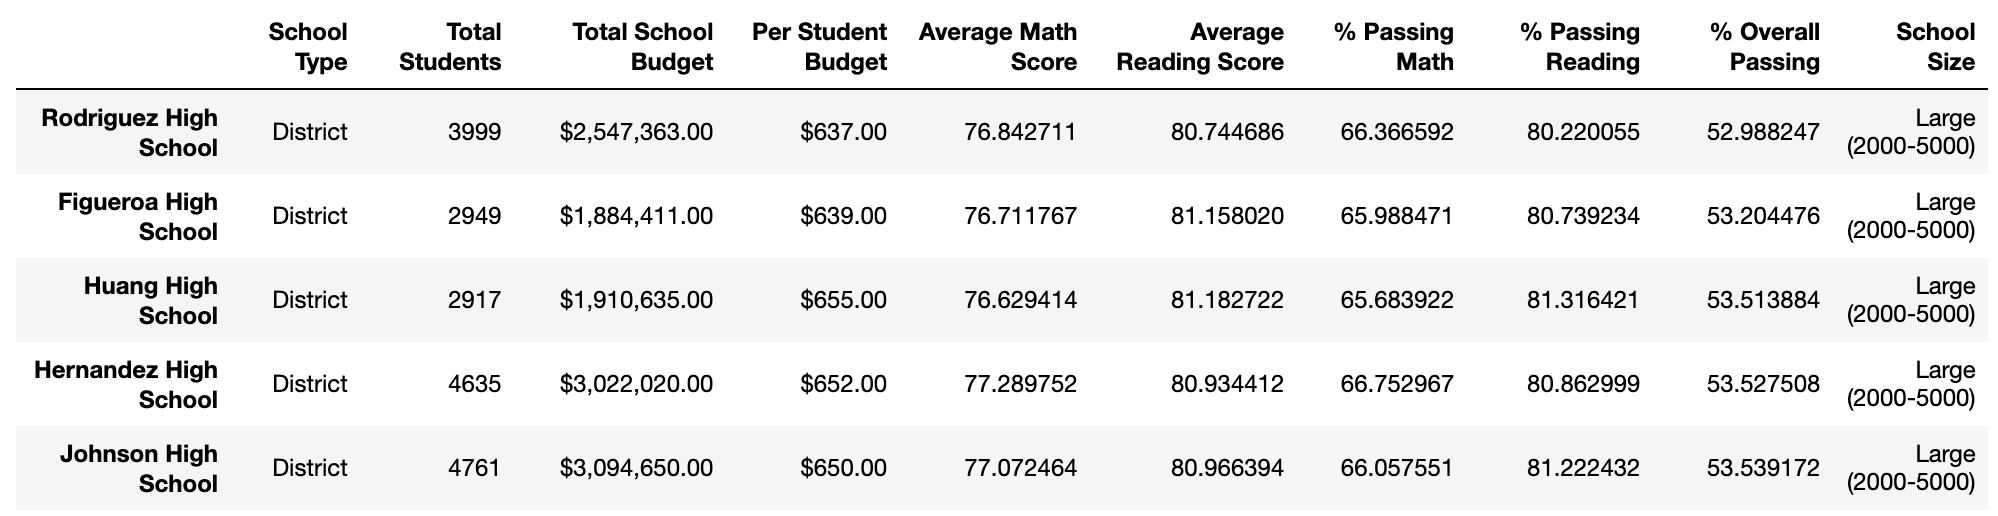 School Type Total Students Total School Budget Per Student Budget Average Math Score Average Reading Score % Passing Math % Passing Reading % Overall Passing School Size
Rodriguez High School District 3999 $2,547,363.00 $637.00 76.842711 80.744686 66.366592 80.220055 52.988247 Large (2000-5000)
Figueroa High School District 2949 $1,884,411.00 $639.00 76.711767 81.158020 65.988471 80.739234 53.204476 Large (2000-5000)
Huang High School District 2917 $1,910,635.00 $655.00 76.629414 81.182722 65.683922 81.316421 53.513884 Large (2000-5000)
Hernandez High School District 4635 $3,022,020.00 $652.00 77.289752 80.934412 66.752967 80.862999 53.527508 Large (2000-5000)
Johnson High School District 4761 $3,094,650.00 $650.00 77.072464 80.966394 66.057551 81.222432 53.539172 Large (2000-5000)